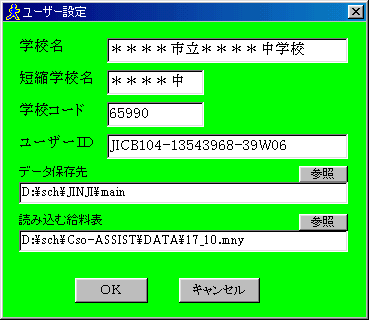 ユーザー設定
学校名 ＊＊＊＊市立＊＊＊＊中学校
短縮学校名 ＊＊＊＊中
学校コード 65990
ユーザーＩＤ JICB104-13543968-39W06
データ保存先 参照
D:¥sch¥JINJI¥main
読み込む給料表 参照
D:¥sch¥Cso-ASSIST¥DATA¥17_10.mny
OK キャンセル